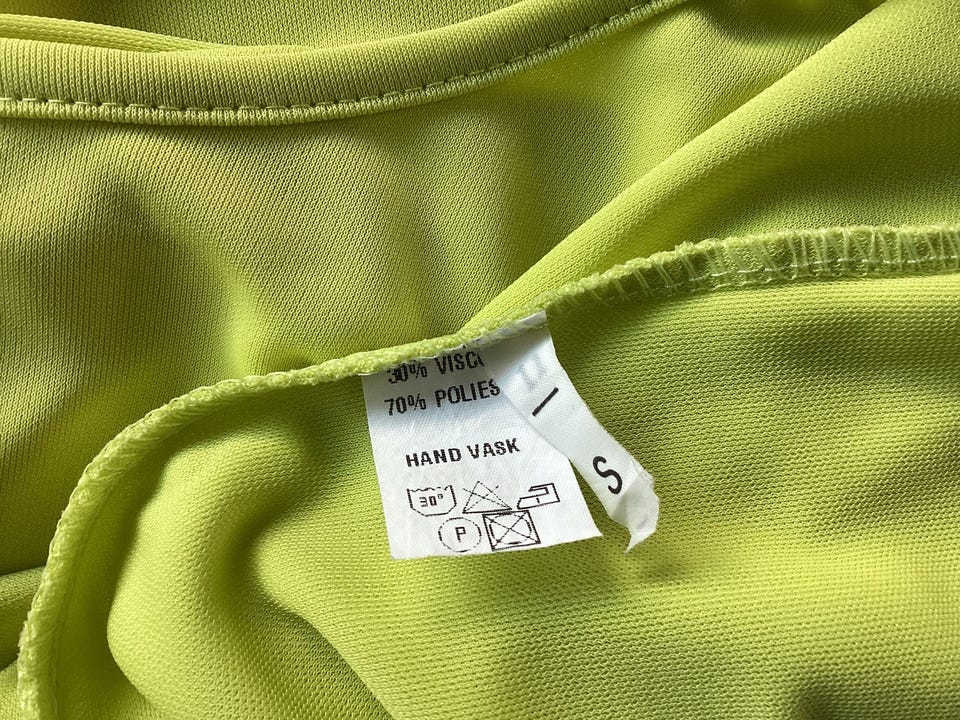 30% VISC
70% POLIES
HAND VASK
30°
P
S